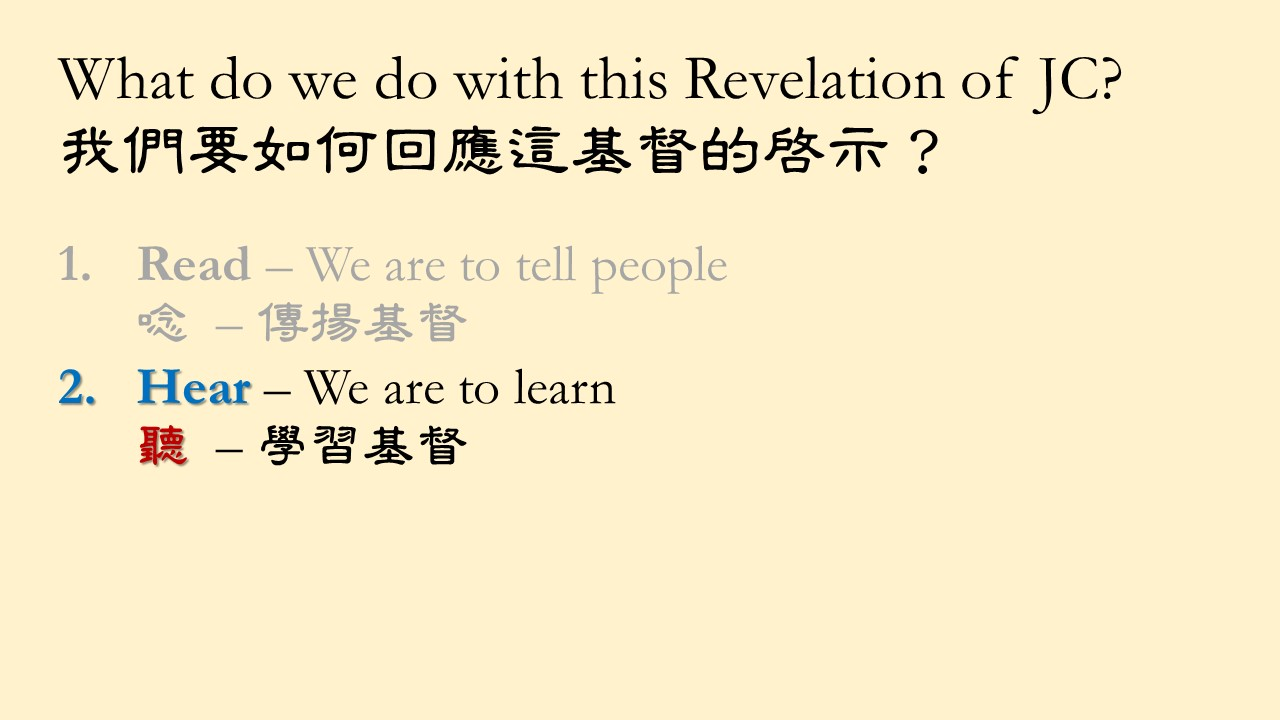 What do we do with this Revelation of JC?
我們要如何回應這基督的啓示？
1. Read – We are to tell people
唸 – 傳揚基督
2. Hear – We are to learn
聽 – 學習基督